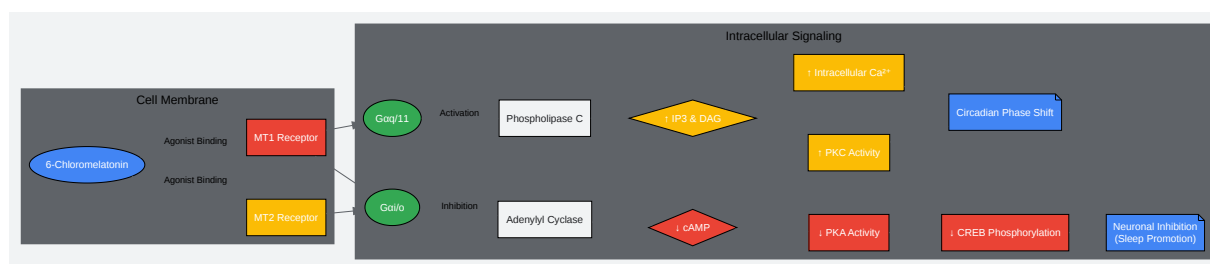 Intracellular Signaling
Cell Membrane
6-Chloromelatonin
Agonist Binding
Agonist Binding
MT1 Receptor
MT2 Receptor
Gαq/11
Gαi/o
Activation
Inhibition
Phospholipase C
Adenylyl Cyclase
↑ IP3 & DAG
↓ cAMP
↑ Intracellular Ca²⁺
↑ PKC Activity
↓ PKA Activity
Circadian Phase Shift
↓ CREB Phosphorylation
Neuronal Inhibition
(Sleep Promotion)